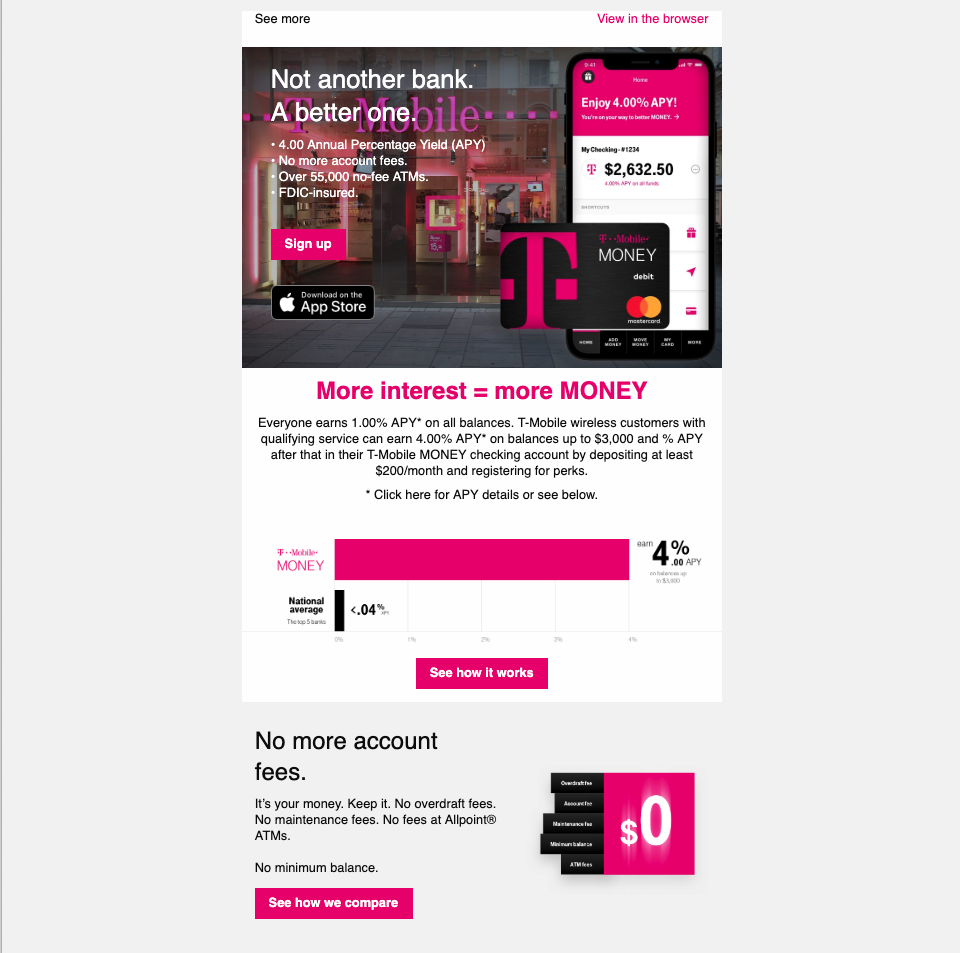 See more
View in the browser
Not another bank.
A better one.
T Mobile
• 4.00 Annual Percentage Yield (APY)
• No more account fees.
• Over 55,000 no-fee ATMs.
• FDIC-insured.
Sign up
Download on the
App Store
9:41
Home
Enjoy 4.00% APY!
You're on your way to better MONEY. →
My Checking - #1234
T $2,632.50
4.00% APY on all funds
SHORTCUTS
T
T Mobile
MONEY
debit
mastercard
HOME
ADD MONEY
MOVE MONEY
MY CARD
MORE
More interest = more MONEY
Everyone earns 1.00% APY* on all balances. T-Mobile wireless customers with
qualifying service can earn 4.00% APY* on balances up to $3,000 and % APY
after that in their T-Mobile MONEY checking account by depositing at least
$200/month and registering for perks.
* Click here for APY details or see below.
T Mobile
MONEY
earn 4.00% APY
on balances up
to $3,000
National
average
The top 5 banks
<.04% APY
0% 1% 2% 3% 4%
See how it works
No more account
fees.
It’s your money. Keep it. No overdraft fees.
No maintenance fees. No fees at Allpoint®
ATMs.
No minimum balance.
See how we compare
Overdraft fee
Account fee
Maintenance fee
Minimum balance
ATM fees
$0